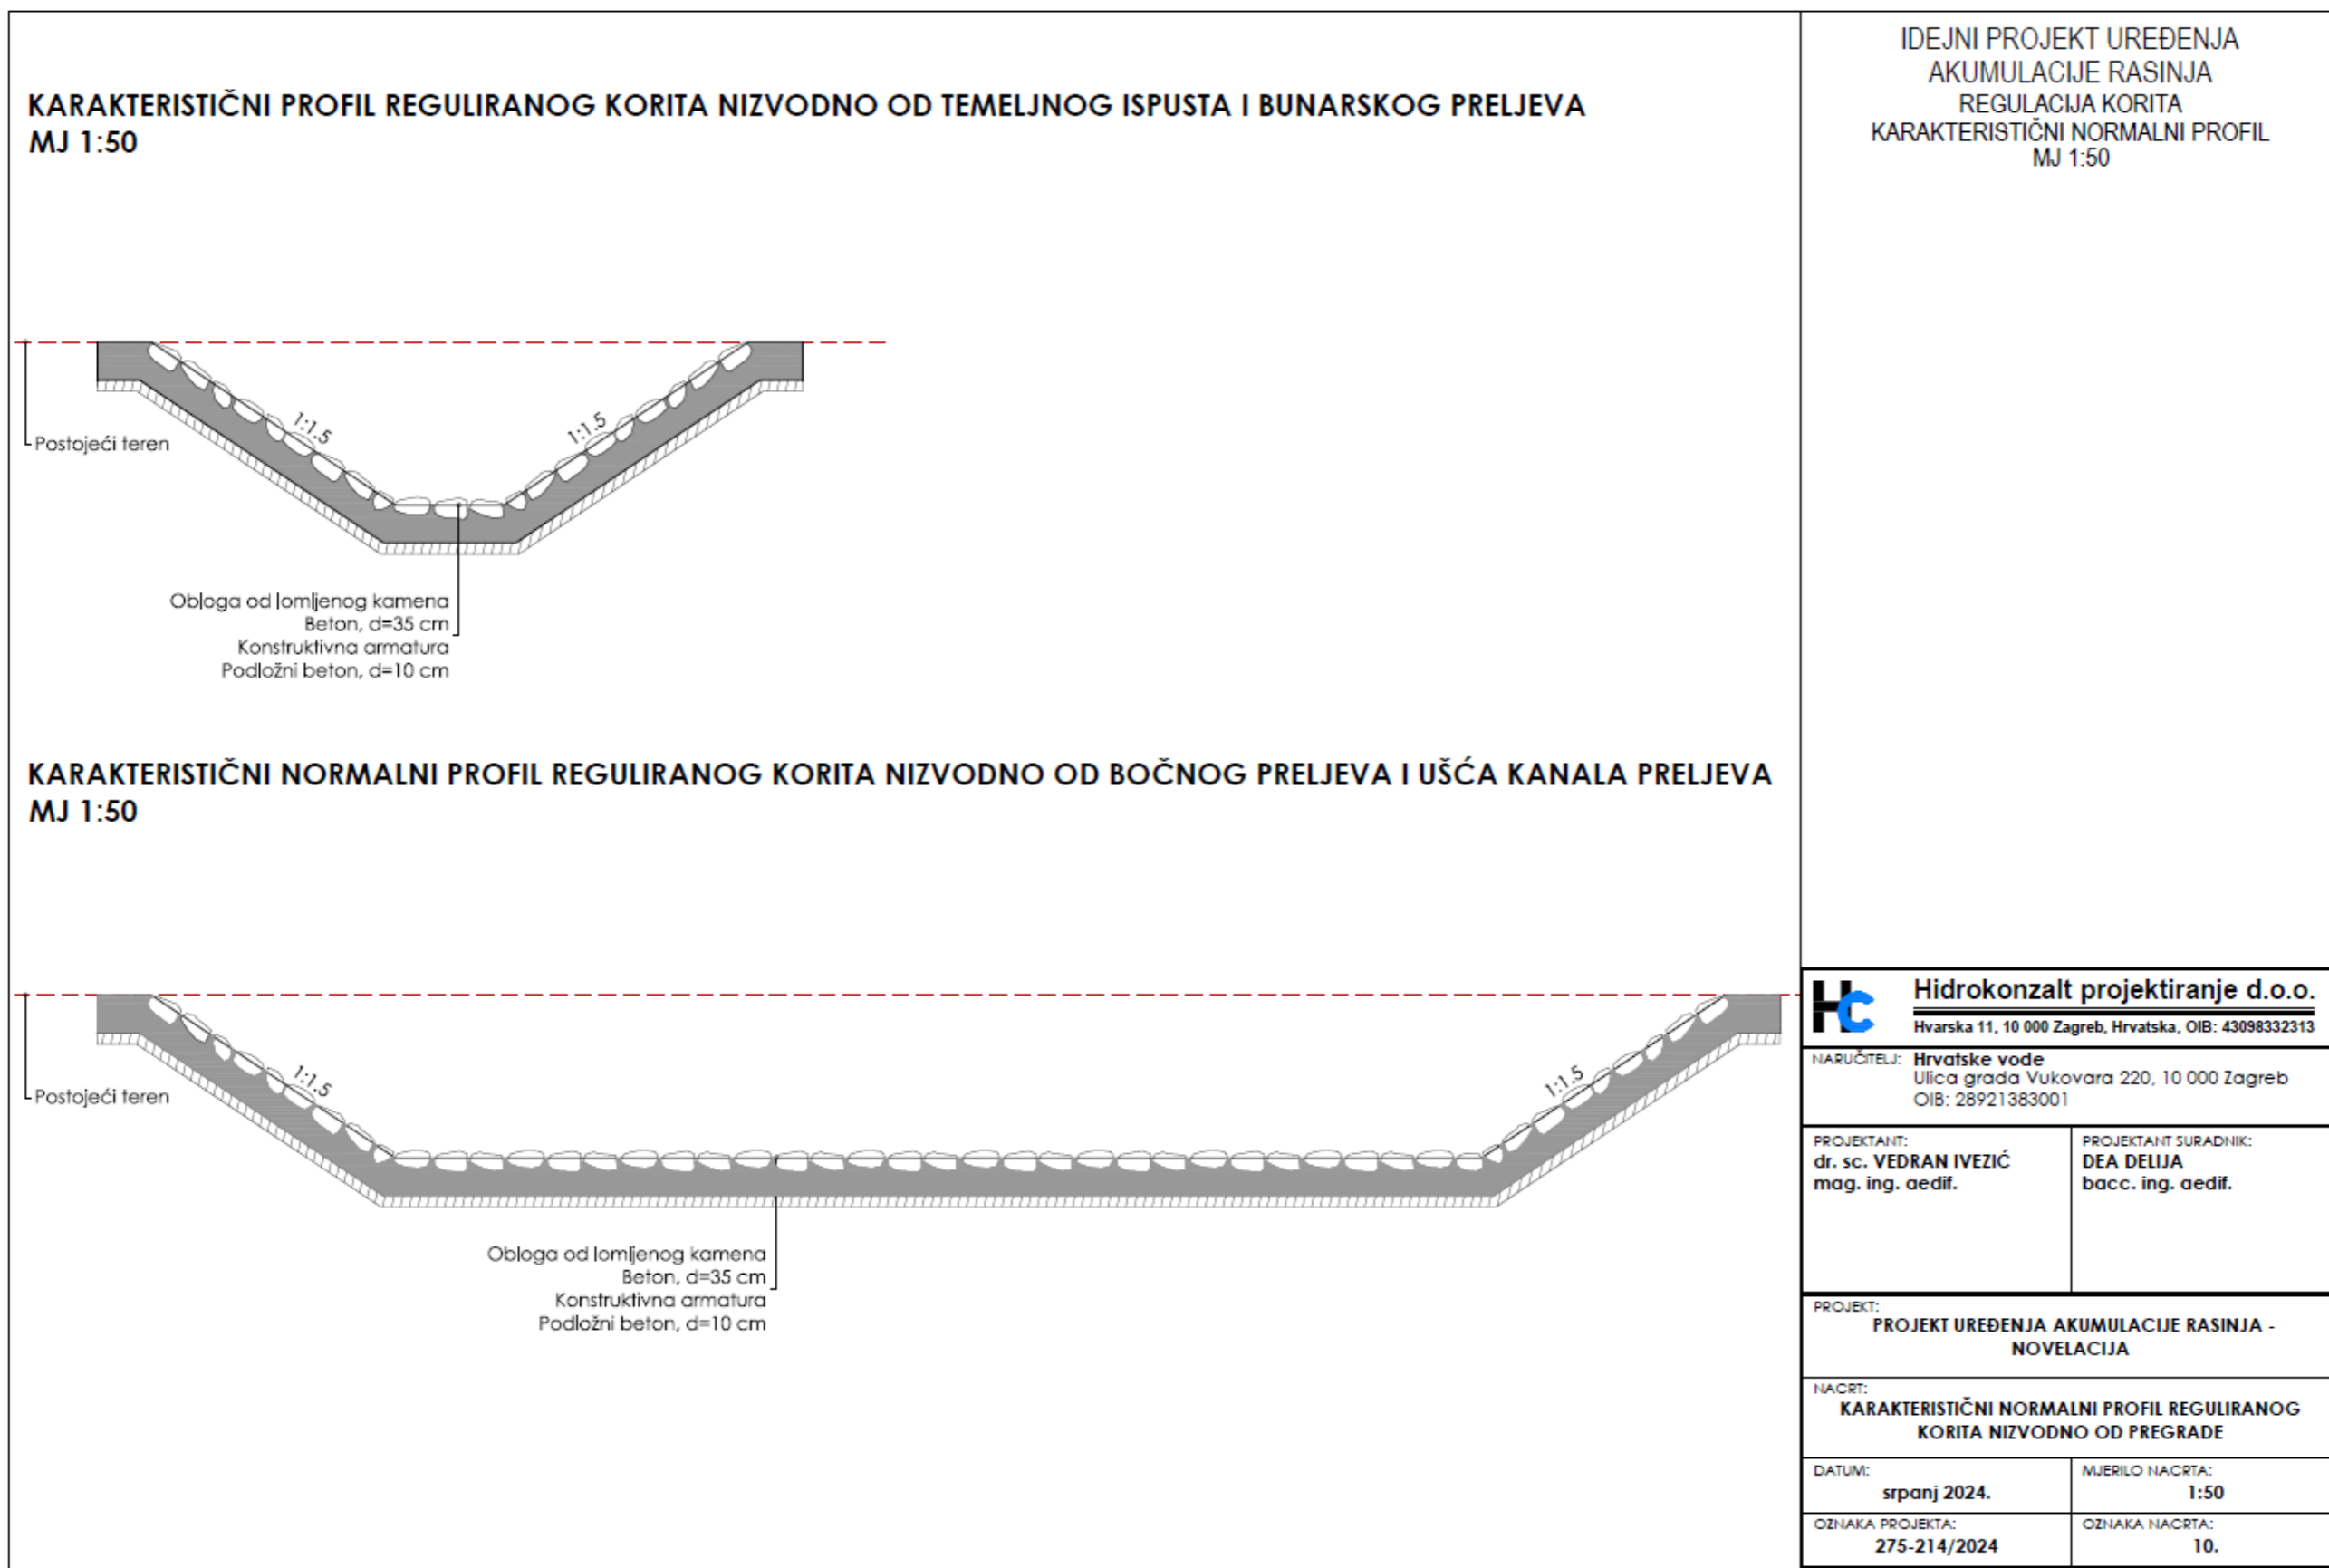 KARAKTERISTIČNI PROFIL REGULIRANOG KORITA NIZVODNO OD TEMELJNOG ISPUSTA I BUNARSKOG PRELJEVA
MJ 1:50
1:1.5
1:1.5
Postojeći teren
Obloga od lomljenog kamena
Beton, d=35 cm
Konstruktivna armatura
Podložni beton, d=10 cm
KARAKTERISTIČNI NORMALNI PROFIL REGULIRANOG KORITA NIZVODNO OD BOČNOG PRELJEVA I UŠĆA KANALA PRELJEVA
MJ 1:50
1:1.5
1:1.5
Postojeći teren
Obloga od lomljenog kamena
Beton, d=35 cm
Konstruktivna armatura
Podložni beton, d=10 cm
IDEJNI PROJEKT UREĐENJA
AKUMULACIJE RASINJA
REGULACIJA KORITA
KARAKTERISTIČNI NORMALNI PROFIL
MJ 1:50
HC
Hidrokonzalt projektiranje d.o.o.
Hvarska 11, 10 000 Zagreb, Hrvatska, OIB: 43098332313
NARUČITELJ: Hrvatske vode
Ulica grada Vukovara 220, 10 000 Zagreb
OIB: 28921383001
PROJEKTANT:
dr. sc. VEDRAN IVEZIĆ
mag. ing. aedif.
PROJEKTANT SURADNIK:
DEA DELIJA
bacc. ing. aedif.
PROJEKT:
PROJEKT UREĐENJA AKUMULACIJE RASINJA -
NOVELACIJA
NACRT:
KARAKTERISTIČNI NORMALNI PROFIL REGULIRANOG
KORITA NIZVODNO OD PREGRADE
DATUM:
srpanj 2024.
MJERILO NACRTA:
1:50
OZNAKA PROJEKTA:
275-214/2024
OZNAKA NACRTA:
10.